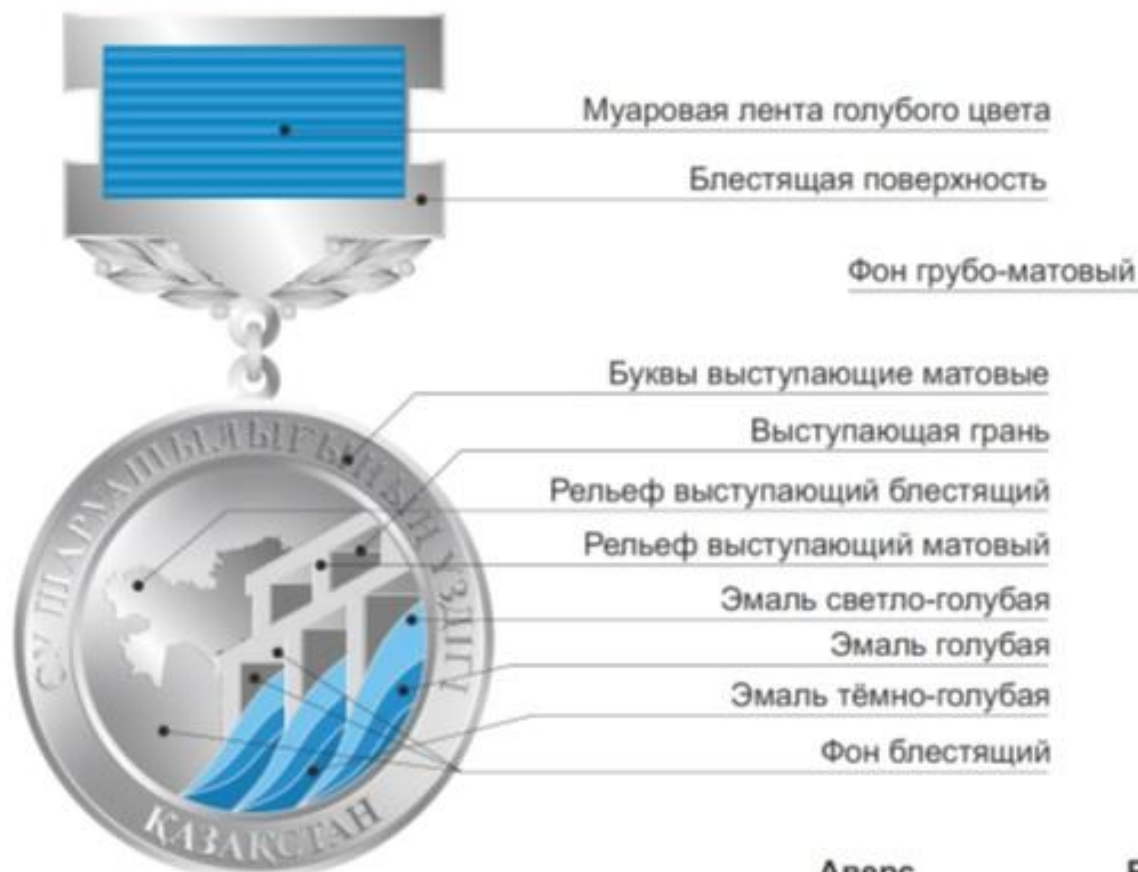 Муаровая лента голубого цвета
Блестящая поверхность
Фон грубо-матовый
Буквы выступающие матовые
Выступающая грань
Рельеф выступающий блестящий
Рельеф выступающий матовый
Эмаль светло-голубая
Эмаль голубая
Эмаль тёмно-голубая
Фон блестящий
СУ ШАРУАШЫЛЫҒЫНЫҢ ҮЗДІГІ
ҚАЗАҚСТАН
Аверс